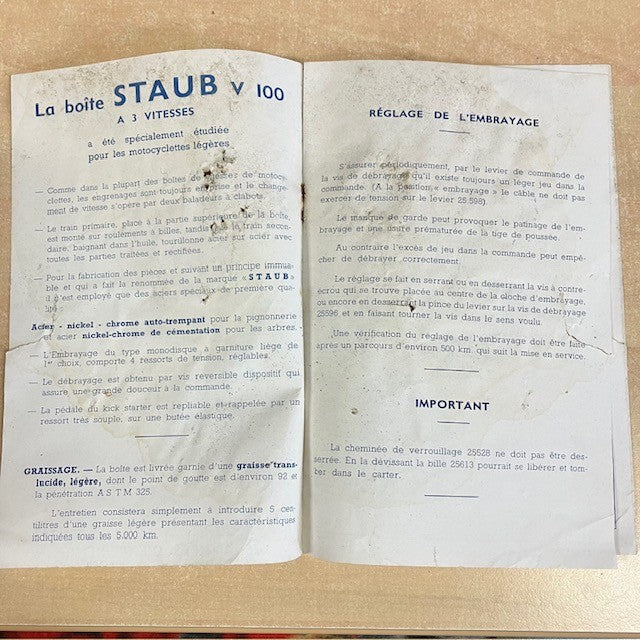 La boîte STAUB V 100
A 3 VITESSES
a été spécialement étudiée
pour les motocyclettes légères
— Comme dans la plupart des boîtes de vitesses de motocy-
clettes, les engrenages sont toujours en prise et le change-
ment de vitesse s'opère par deux baladeurs à clabots.
— Le train primaire, placé à la partie supérieure de la boîte,
est monté sur roulements à billes, tandis que le train secon-
daire, baignant dans l'huile, tourillonne acier sur acier avec
toutes les parties traitées et rectifiées.
— Pour la fabrication des pièces et suivant un principe immua-
ble et qui a fait la renommée de la marque « STAUB »
il n'est employé que des aciers spéciaux de première qua-
lité.
Acier - nickel - chrome auto-trempant pour la pignonnerie
et acier nickel-chrome de cémentation pour les arbres.
— L'Embrayage du type monodisque à garniture liège de
1er choix, comporte 4 ressorts de tension, réglables.
— Le débrayage est obtenu par vis reversible dispositif qui
assure une grande douceur à la commande.
— La pédale du kick starter est repliable et rappelée par un
ressort très souple, sur une butée élastique.
GRAISSAGE. — La boîte est livrée garnie d'une graisse trans-
lucide, légère, dont le point de goutte est d'environ 92 et
la pénétration A S T M 325.
L'entretien consistera simplement à introduire 5 cen-
tilitres d'une graisse légère présentant les caractéristiques
indiquées tous les 5.000 km.
RÉGLAGE DE L'EMBRAYAGE
S'assurer périodiquement, par le levier de commande de
la vis de débrayage qu'il existe toujours un léger jeu dans la
commande. (A la position « embrayage » le câble ne doit pas
exercer de tension sur le levier 25.598)
Le manque de garde peut provoquer le patinage de l'em-
brayage et une usure prématurée de la tige de poussée.
Au contraire l'excès de jeu dans la commande peut empê-
cher de débrayer correctement.
Le réglage se fait en serrant ou en desserrant la vis à contre-
écrou qui se trouve placée au centre de la cloche d'embrayage,
ou encore en desserrant la pince du levier sur la vis de débrayage
25596 et en faisant tourner la vis dans le sens voulu.
Une vérification du réglage de l'embrayage doit être faite
après un parcours d'environ 500 km. qui suit la mise en service.
IMPORTANT
La cheminée de verrouillage 25528 ne doit pas être des-
serrée. En la dévissant la bille 25613 pourrait se libérer et tom-
ber dans le carter.